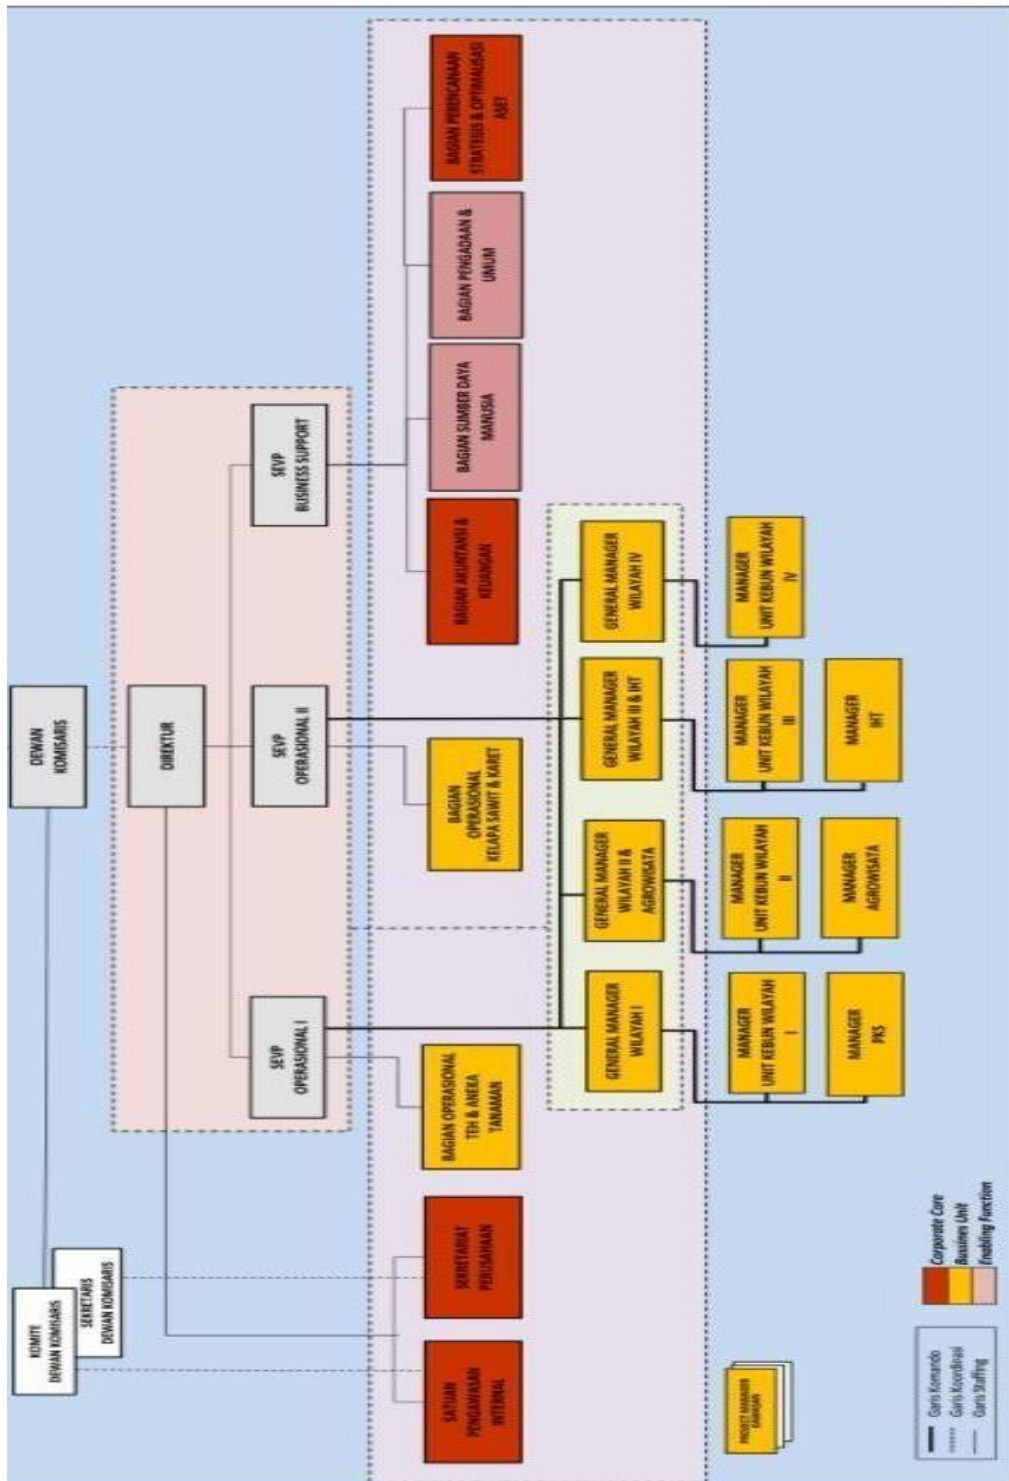 KOMITE
DEWAN KOMISARIS
SEKRETARIS
DEWAN KOMISARIS
DEWAN
KOMISARIS
DIREKTUR
SEVP
OPERASIONAL I
SEVP
OPERASIONAL II
SEVP
BUSINESS SUPPORT
SATUAN
PENGAWASAN
INTERNAL
SEKRETARIAT
PERUSAHAAN
BAGIAN OPERASIONAL
TEH & ANEKA
TANAMAN
BAGIAN
OPERASIONAL
KELAPA SAWIT & KARET
BAGIAN AKUNTANSI &
KEUANGAN
BAGIAN SUMBER DAYA
MANUSIA
BAGIAN PENGADAAN &
UMUM
BAGIAN PERENCANAAN
STRATEGIS & OPTIMALISASI
ASET
GENERAL MANAGER
WILAYAH I
GENERAL MANAGER
WILAYAH II &
AGROWISATA
GENERAL MANAGER
WILAYAH III & IHT
GENERAL MANAGER
WILAYAH IV
MANAGER
UNIT KEBUN WILAYAH
I
MANAGER
UNIT KEBUN WILAYAH
II
MANAGER
UNIT KEBUN WILAYAH
III
MANAGER
UNIT KEBUN WILAYAH
IV
MANAGER
PKS
MANAGER
AGROWISATA
MANAGER
IHT
PROJECT MANAGER
KAWASAN
Garis Komando
Garis Koordinasi
Garis Staffing
Corporate Core
Bussines Unit
Enabling Function